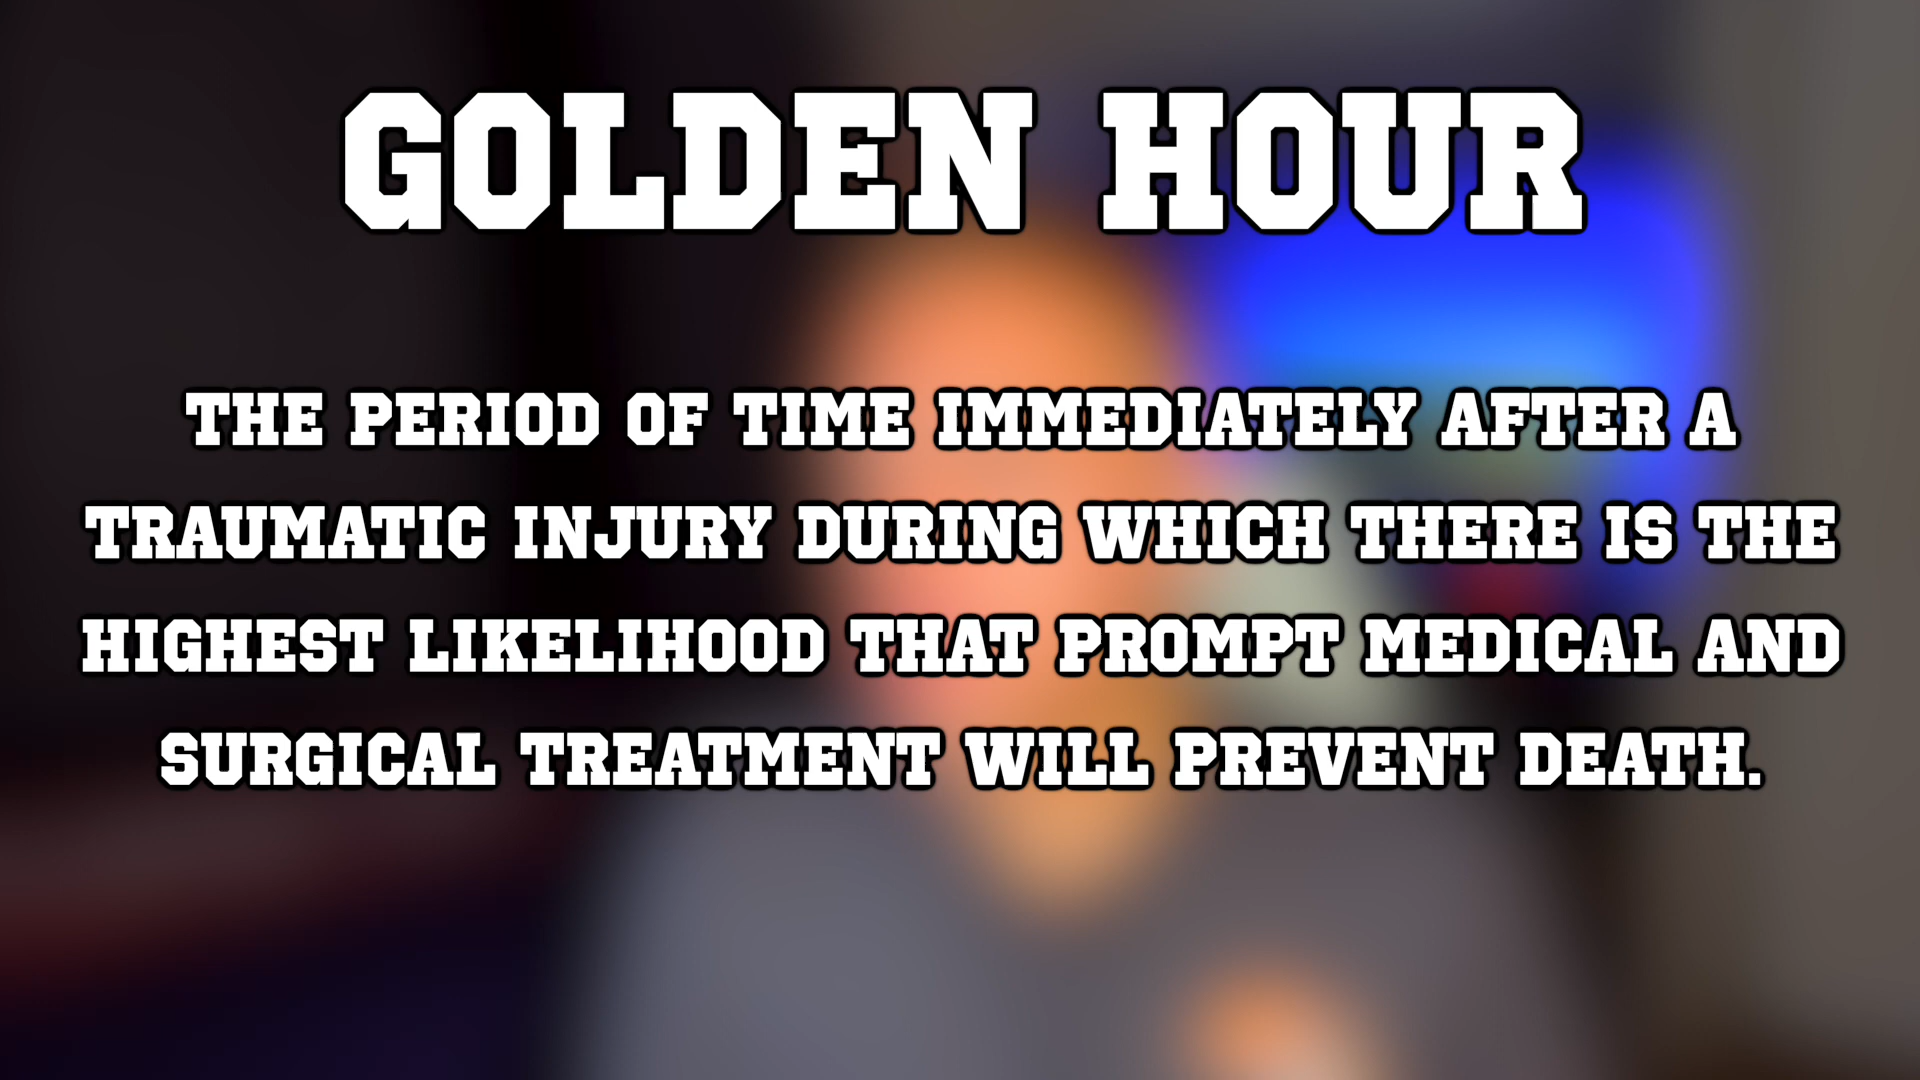 GOLDEN HOUR
THE PERIOD OF TIME IMMEDIATELY AFTER A
TRAUMATIC INJURY DURING WHICH THERE IS THE
HIGHEST LIKELIHOOD THAT PROMPT MEDICAL AND
SURGICAL TREATMENT WILL PREVENT DEATH.